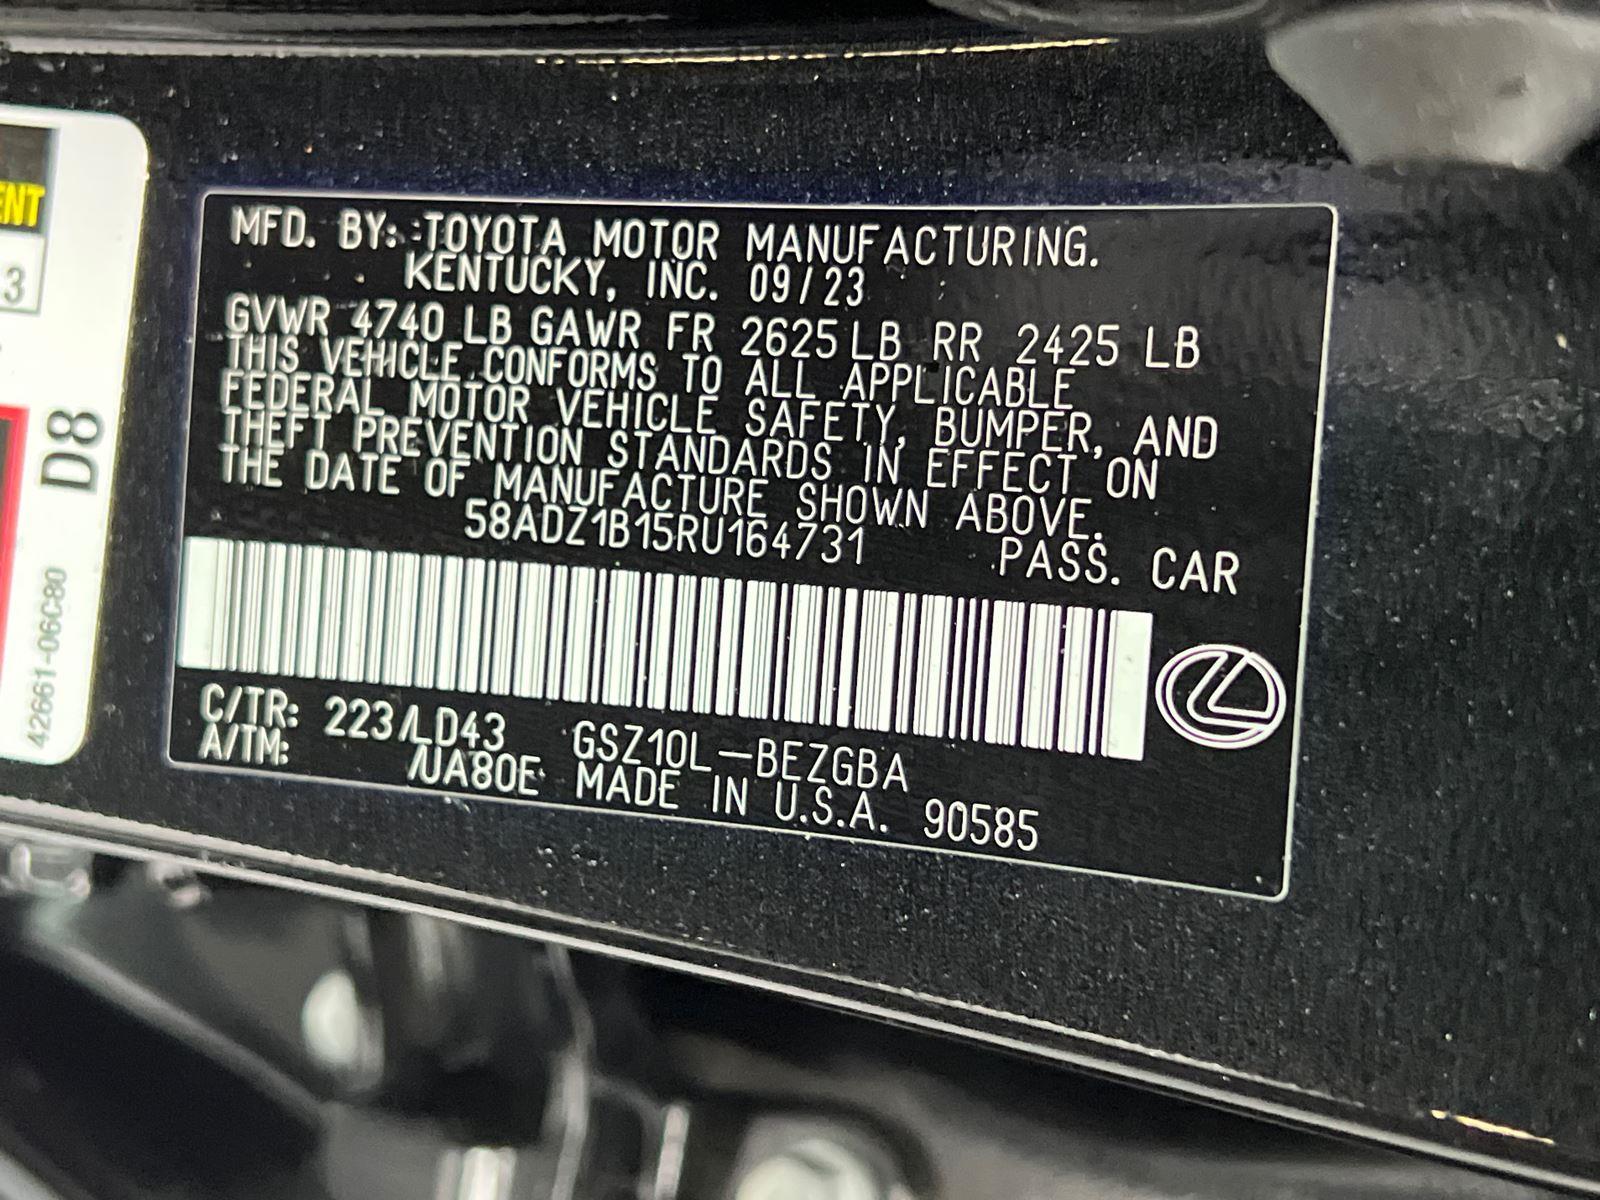 ENT
3
D8
42661-06C80
MFD. BY: TOYOTA MOTOR MANUFACTURING.
KENTUCKY, INC. 09/23
GVWR 4740 LB GAWR FR 2625 LB RR 2425 LB
THIS VEHICLE CONFORMS TO ALL APPLICABLE
FEDERAL MOTOR VEHICLE SAFETY, BUMPER, AND
THEFT PREVENTION STANDARDS IN EFFECT ON
THE DATE OF MANUFACTURE SHOWN ABOVE.
58ADZ1B15RU164731 PASS. CAR
C/TR: 223/LD43 GSZ10L-BEZGBA
A/TM: /UA80E MADE IN U.S.A. 90585